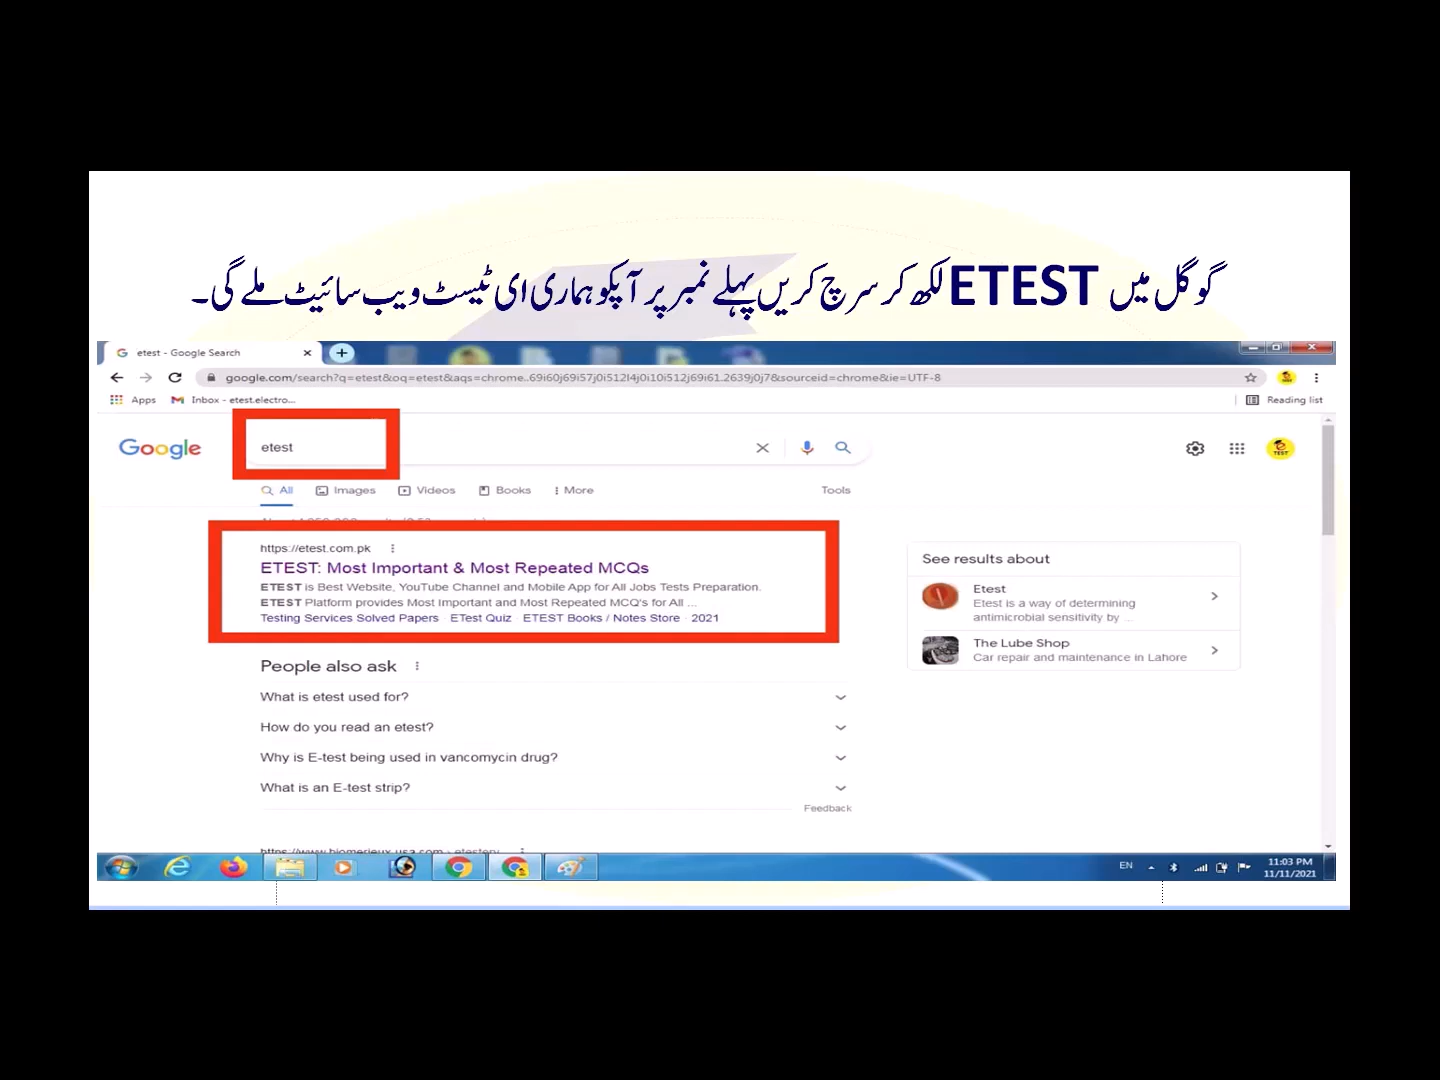 گوگل میں ETEST لکھ کر سرچ کریں پہلے نمبر پر آپکو ہماری ای ٹیسٹ ویب سائیٹ ملے گی۔
etest - Google Search
google.com/search?q=etest&oq=etest&aqs=chrome..69i60j69i57j0i512l4j0i10i512j69i61.2639j0j7&sourceid=chrome&ie=UTF-8
Apps Inbox - etest.electro... Reading list
Google etest
All Images Videos Books More Tools
https://etest.com.pk
ETEST: Most Important & Most Repeated MCQs
ETEST is Best Website, YouTube Channel and Mobile App for All Jobs Tests Preparation.
ETEST Platform provides Most Important and Most Repeated MCQ's for All ...
Testing Services Solved Papers · ETest Quiz · ETEST Books / Notes Store · 2021
See results about
Etest
Etest is a way of determining
antimicrobial sensitivity by ...
The Lube Shop
Car repair and maintenance in Lahore
People also ask
What is etest used for?
How do you read an etest?
Why is E-test being used in vancomycin drug?
What is an E-test strip?
Feedback
EN 11:03 PM
11/11/2021